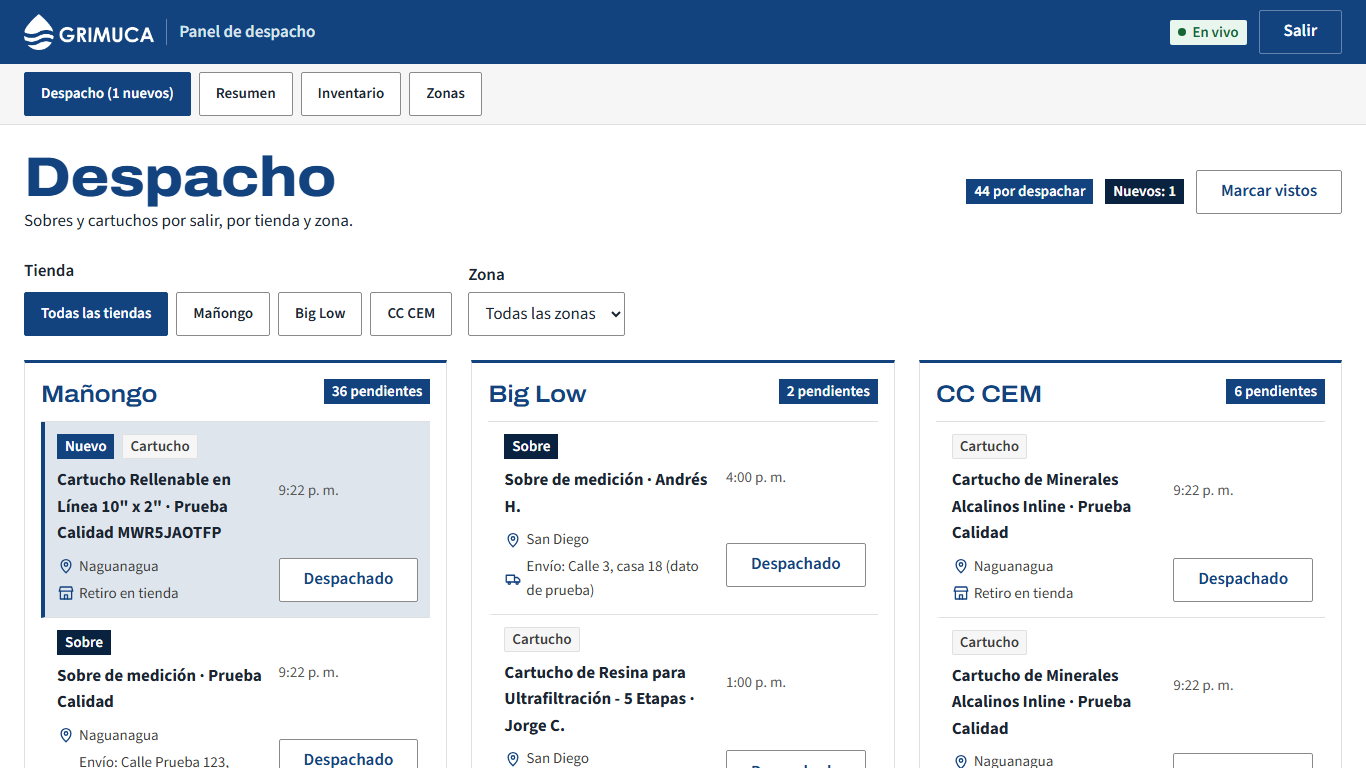 GRIMUCA
Panel de despacho
En vivo
Salir
Despacho (1 nuevos)
Resumen
Inventario
Zonas
Despacho
Sobres y cartuchos por salir, por tienda y zona.
44 por despachar
Nuevos: 1
Marcar vistos
Tienda
Todas las tiendas
Mañongo
Big Low
CC CEM
Zona
Todas las zonas
Mañongo
36 pendientes
Nuevo
Cartucho
Cartucho Rellenable en
Línea 10" x 2" · Prueba
Calidad MWR5JAOTFP
9:22 p. m.
Naguanagua
Retiro en tienda
Despachado
Sobre
Sobre de medición · Prueba
Calidad
9:22 p. m.
Naguanagua
Envío: Calle Prueba 123,
Despachado
Big Low
2 pendientes
Sobre
Sobre de medición · Andrés
H.
4:00 p. m.
San Diego
Envío: Calle 3, casa 18 (dato
de prueba)
Despachado
Cartucho
Cartucho de Resina para
Ultrafiltración - 5 Etapas ·
Jorge C.
1:00 p. m.
San Diego
Despachado
CC CEM
6 pendientes
Cartucho
Cartucho de Minerales
Alcalinos Inline · Prueba
Calidad
9:22 p. m.
Naguanagua
Retiro en tienda
Despachado
Cartucho
Cartucho de Minerales
Alcalinos Inline · Prueba
Calidad
9:22 p. m.
Naguanagua